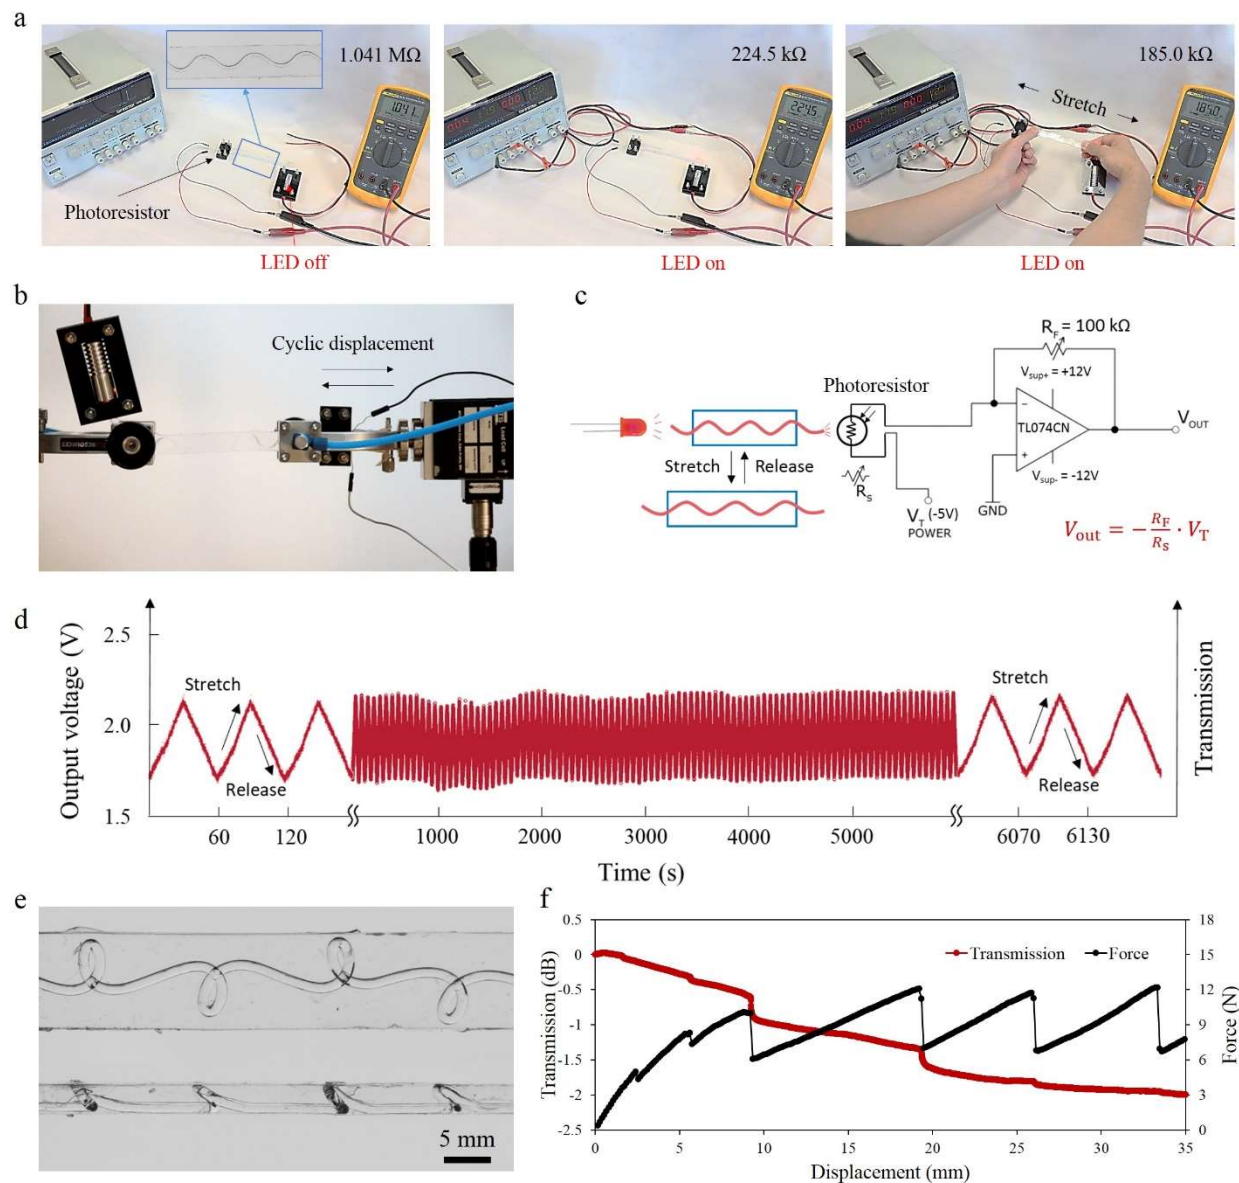 a
1.041 MΩ
224.5 kΩ
185.0 kΩ
Stretch
Photoresistor
LED off
LED on
LED on
b
Cyclic displacement
c
R_F = 100 kΩ
V_sup+ = +12V
Photoresistor
TL074CN
V_OUT
Stretch
Release
R_S
V_sup- = -12V
V_T (-5V)
POWER
GND
V_out = − R_F/R_s · V_T
d
Output voltage (V)
2.5
2.0
1.5
Stretch
Release
Stretch
Release
Transmission
60
120
1000
2000
3000
4000
5000
6070
6130
Time (s)
e
5 mm
f
Transmission (dB)
0.5
0
-0.5
-1
-1.5
-2
-2.5
Transmission
Force
18
15
12
9
6
3
0
Force (N)
0
5
10
15
20
25
30
35
Displacement (mm)